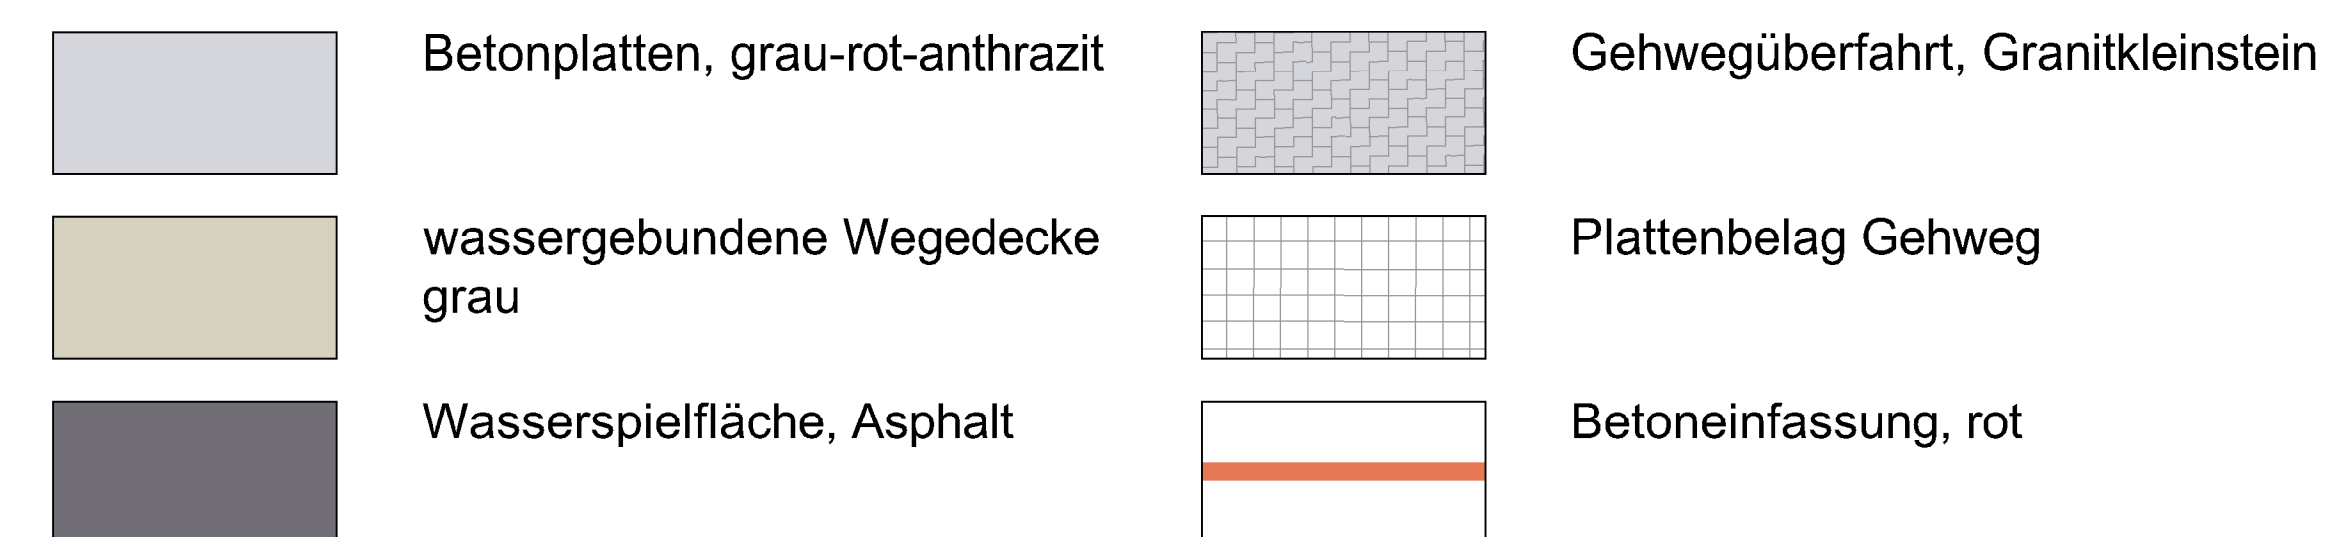 Betonplatten, grau-rot-anthrazit
wassergebundene Wegedecke
grau
Wasserspielfläche, Asphalt
Gehwegüberfahrt, Granitkleinstein
Plattenbelag Gehweg
Betoneinfassung, rot